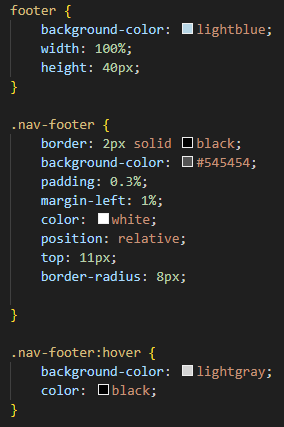 footer {
background-color: lightblue;
width: 100%;
height: 40px;
}
.nav-footer {
border: 2px solid black;
background-color: #545454;
padding: 0.3%;
margin-left: 1%;
color: white;
position: relative;
top: 11px;
border-radius: 8px;
}
.nav-footer:hover {
background-color: lightgray;
color: black;
}